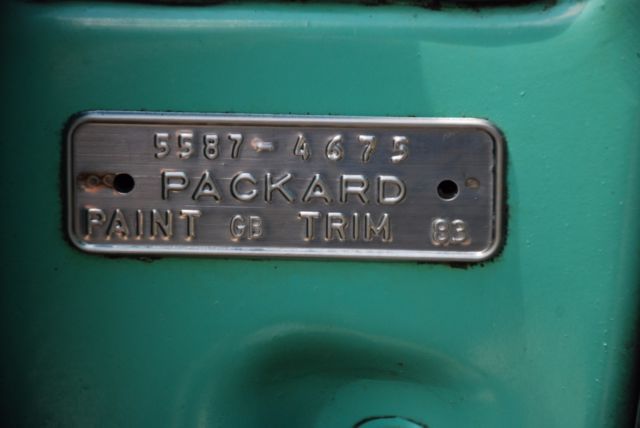 5587-4675
PACKARD
PAINT GB TRIM 83